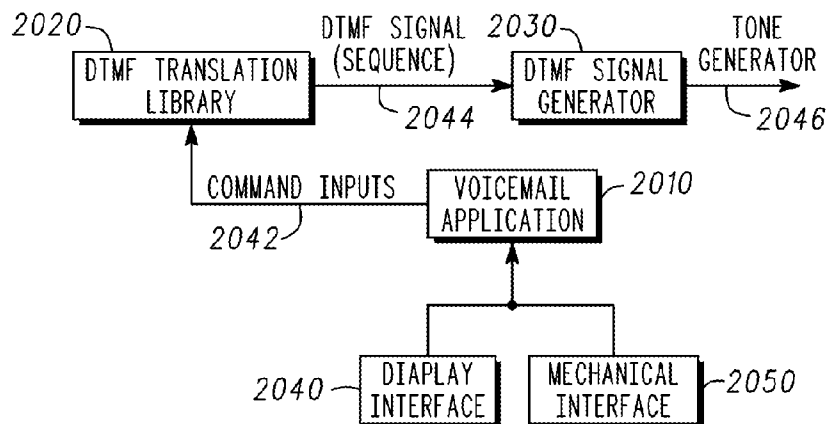 2020
DTMF TRANSLATION
LIBRARY
DTMF SIGNAL
(SEQUENCE)
2044
2030
DTMF SIGNAL
GENERATOR
TONE
GENERATOR
2046
COMMAND INPUTS
2042
VOICEMAIL
APPLICATION
2010
2040
DIAPLAY
INTERFACE
MECHANICAL
INTERFACE
2050